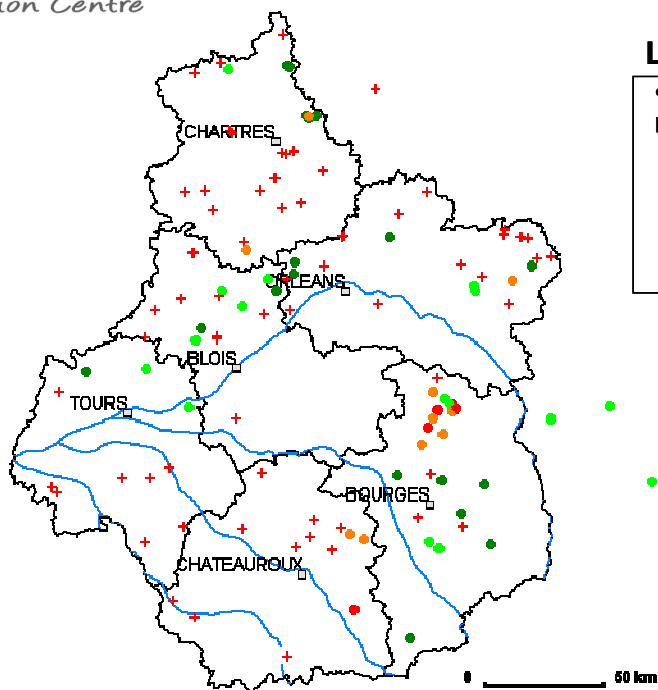 ion Centre
L
CHARTRES
ORLEANS
BLOIS
TOURS
BOURGES
CHATEAUROUX
0 50 km